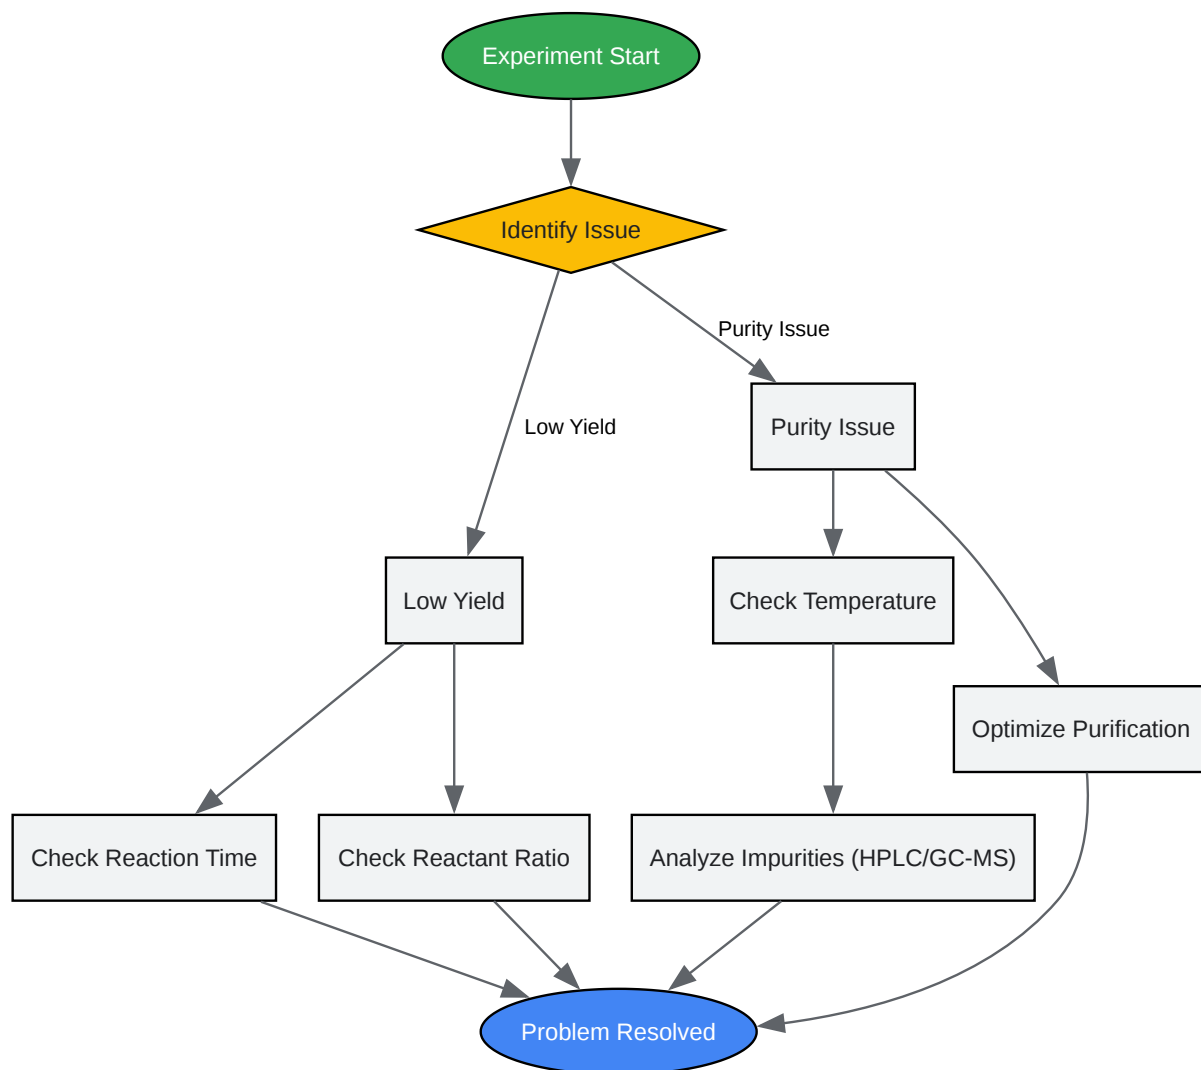 Experiment Start
Identify Issue
Purity Issue
Low Yield
Purity Issue
Low Yield
Check Temperature
Optimize Purification
Check Reaction Time
Check Reactant Ratio
Analyze Impurities (HPLC/GC-MS)
Problem Resolved